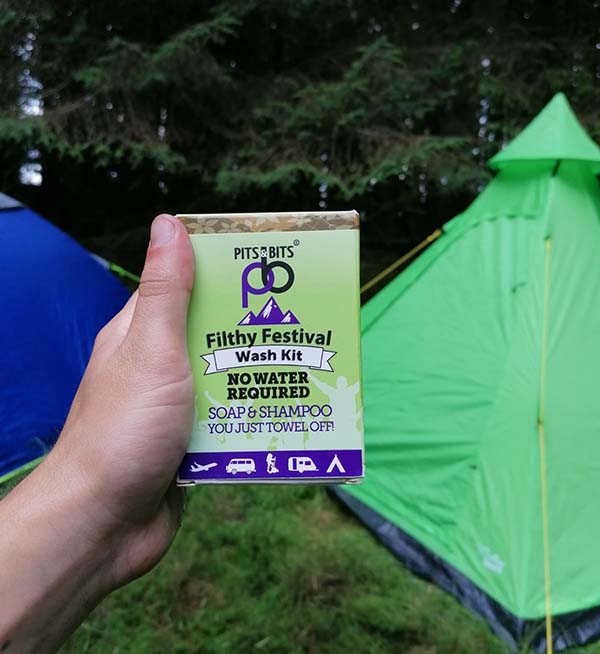 PITS & BITS®
pb
Filthy Festival
Wash Kit
NO WATER
REQUIRED
SOAP & SHAMPOO
YOU JUST TOWEL OFF!